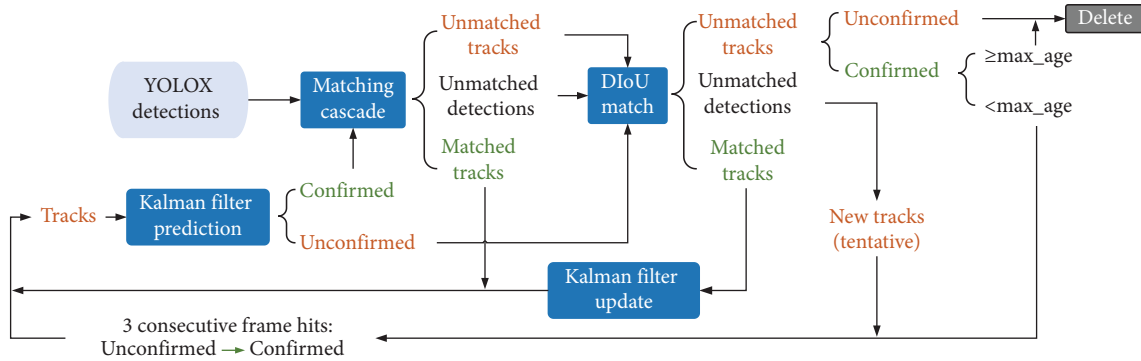 YOLOX
detections
Matching
cascade
Unmatched
tracks
Unmatched
detections
Matched
tracks
DIoU
match
Unmatched
tracks
Unmatched
detections
Matched
tracks
Unconfirmed
Confirmed
≥max_age
<max_age
Delete
Tracks
Kalman filter
prediction
Confirmed
Unconfirmed
New tracks
(tentative)
Kalman filter
update
3 consecutive frame hits:
Unconfirmed → Confirmed